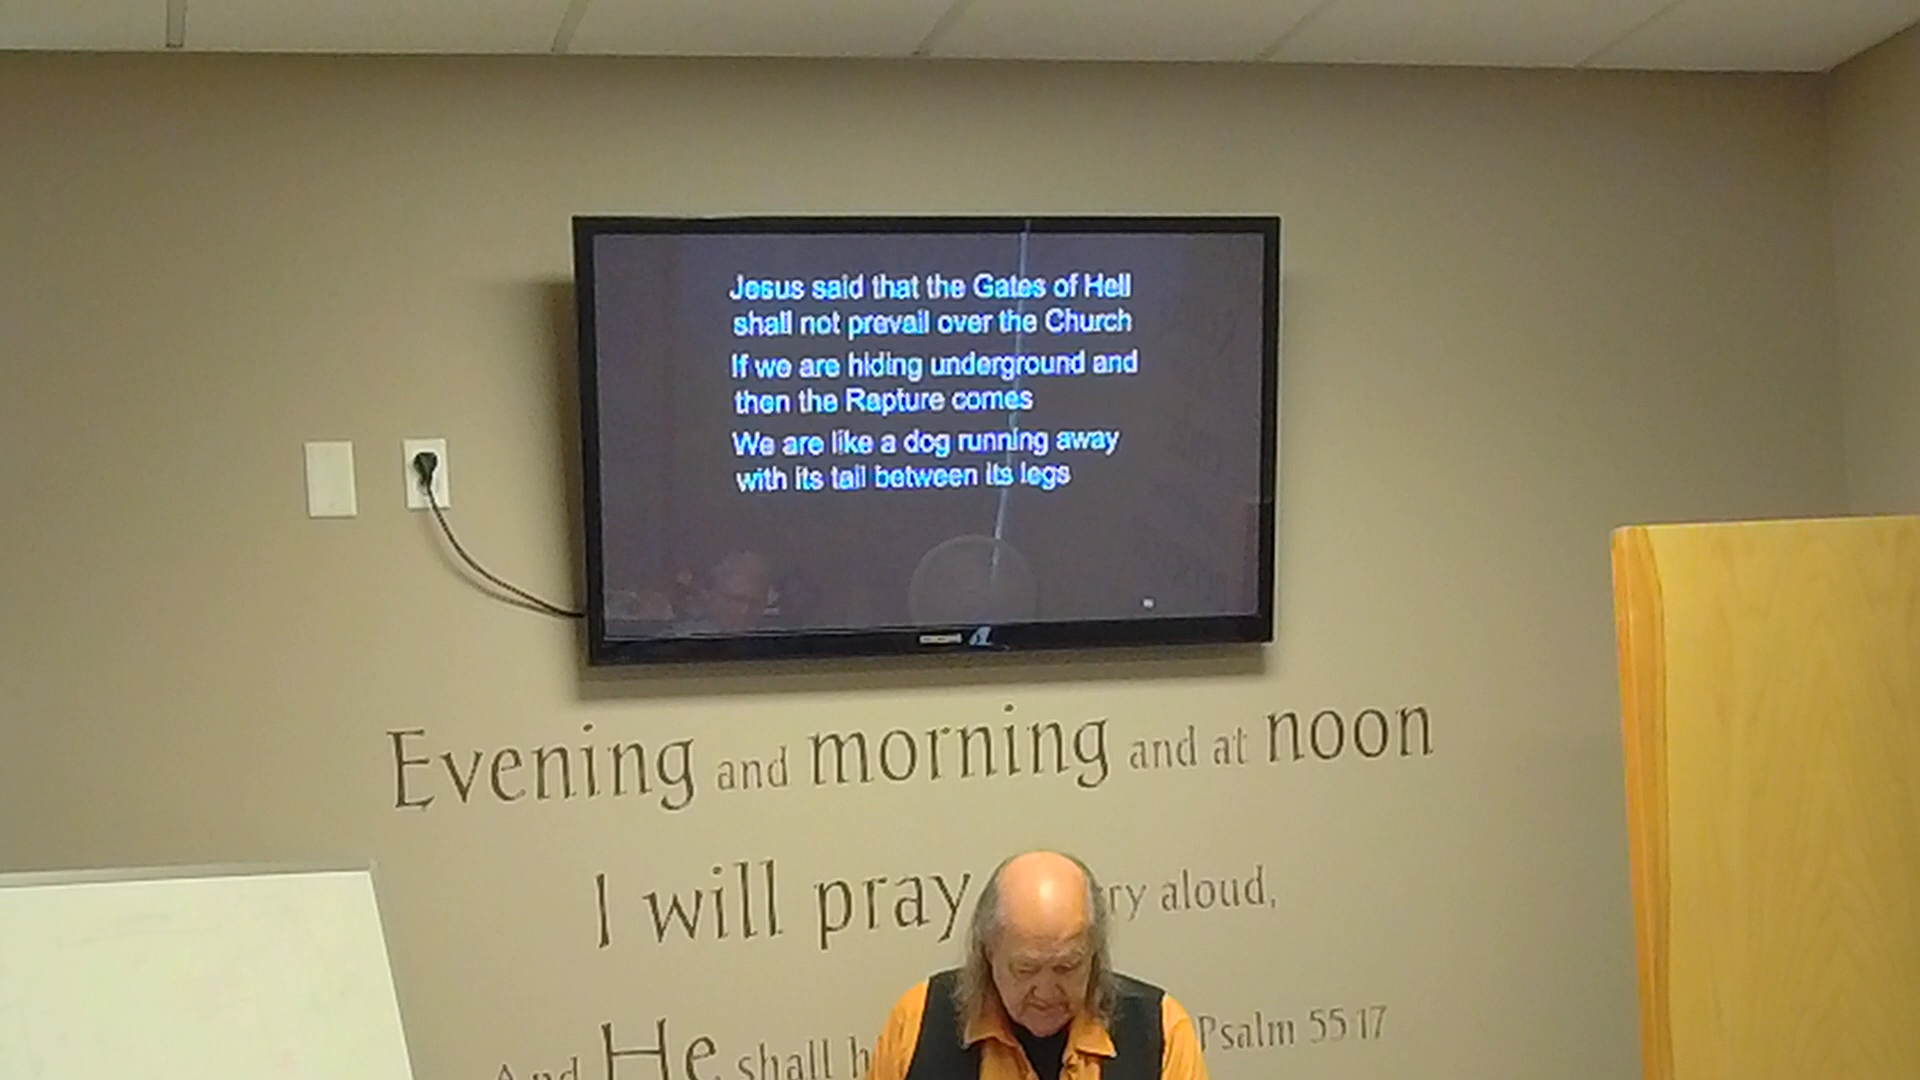 Jesus said that the Gates of Hell
shall not prevail over the Church
If we are hiding underground and
then the Rapture comes
We are like a dog running away
with its tail between its legs
Evening and morning and at noon
I will pray ry aloud,
And He shall h
Psalm 55 17